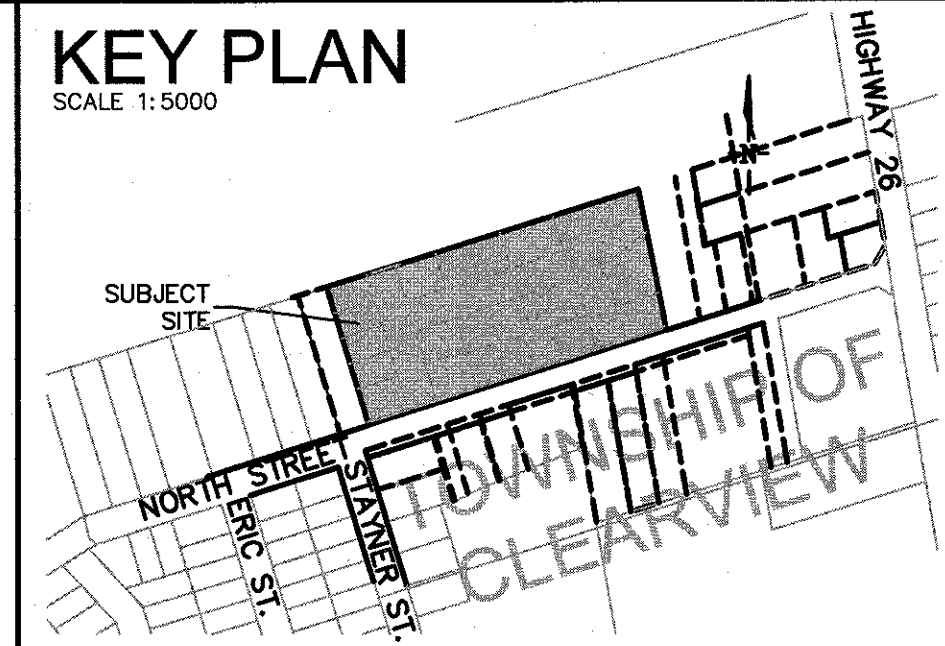 KEY PLAN
SCALE 1:5000
HIGHWAY 26
N
SUBJECT
SITE
TOWNSHIP OF
CLEARVIEW
NORTH STREE
ERIC ST.
STAYNER ST.